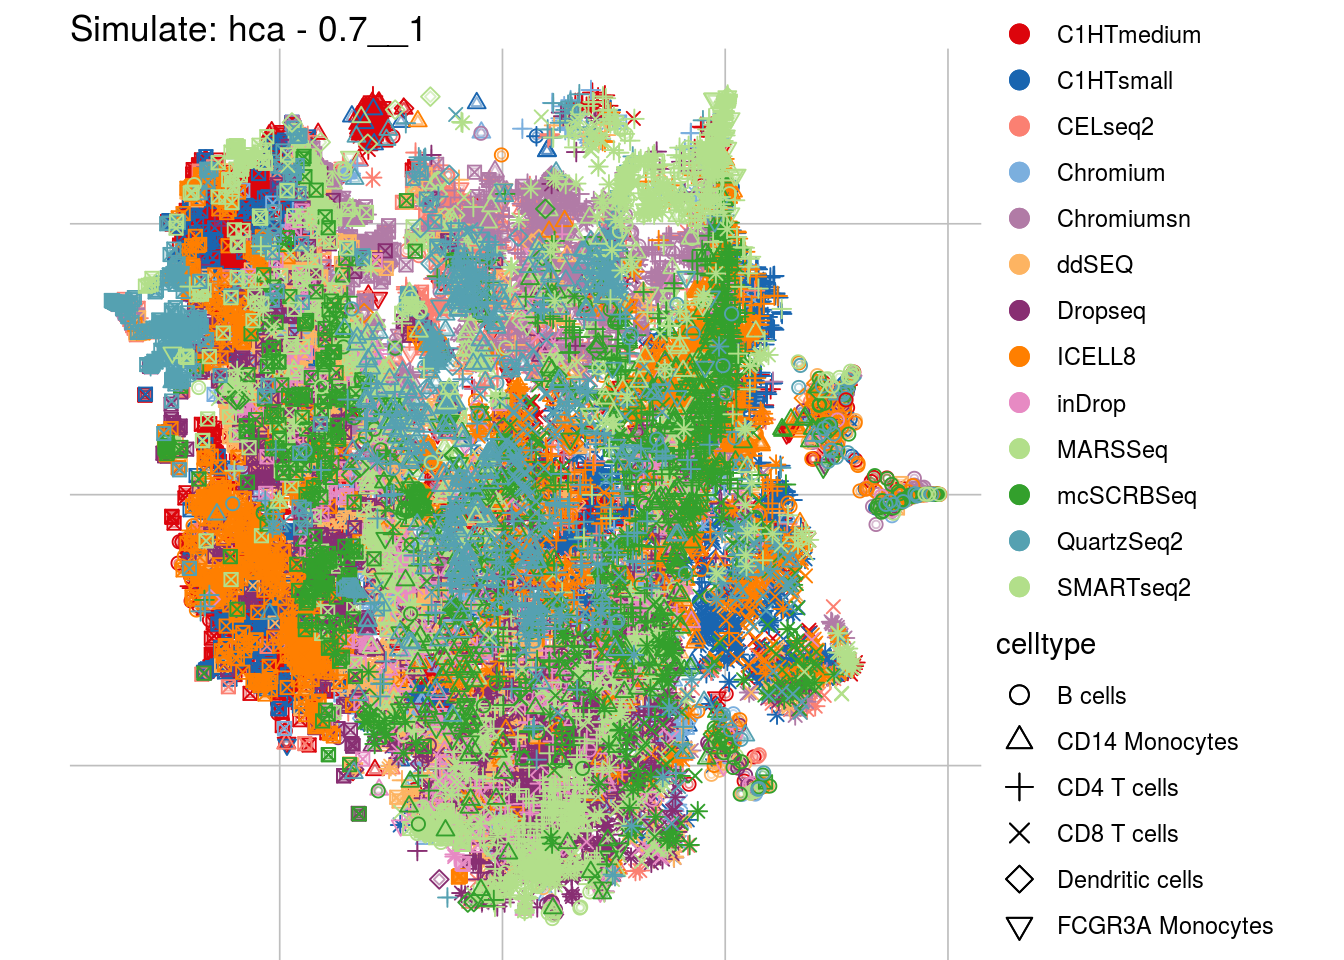 Simulate: hca - 0.7__1
C1HTmedium
C1HTsmall
CELseq2
Chromium
Chromiumsn
ddSEQ
Dropseq
ICELL8
inDrop
MARSSeq
mcSCRBSeq
QuartzSeq2
SMARTseq2
celltype
B cells
CD14 Monocytes
CD4 T cells
CD8 T cells
Dendritic cells
FCGR3A Monocytes